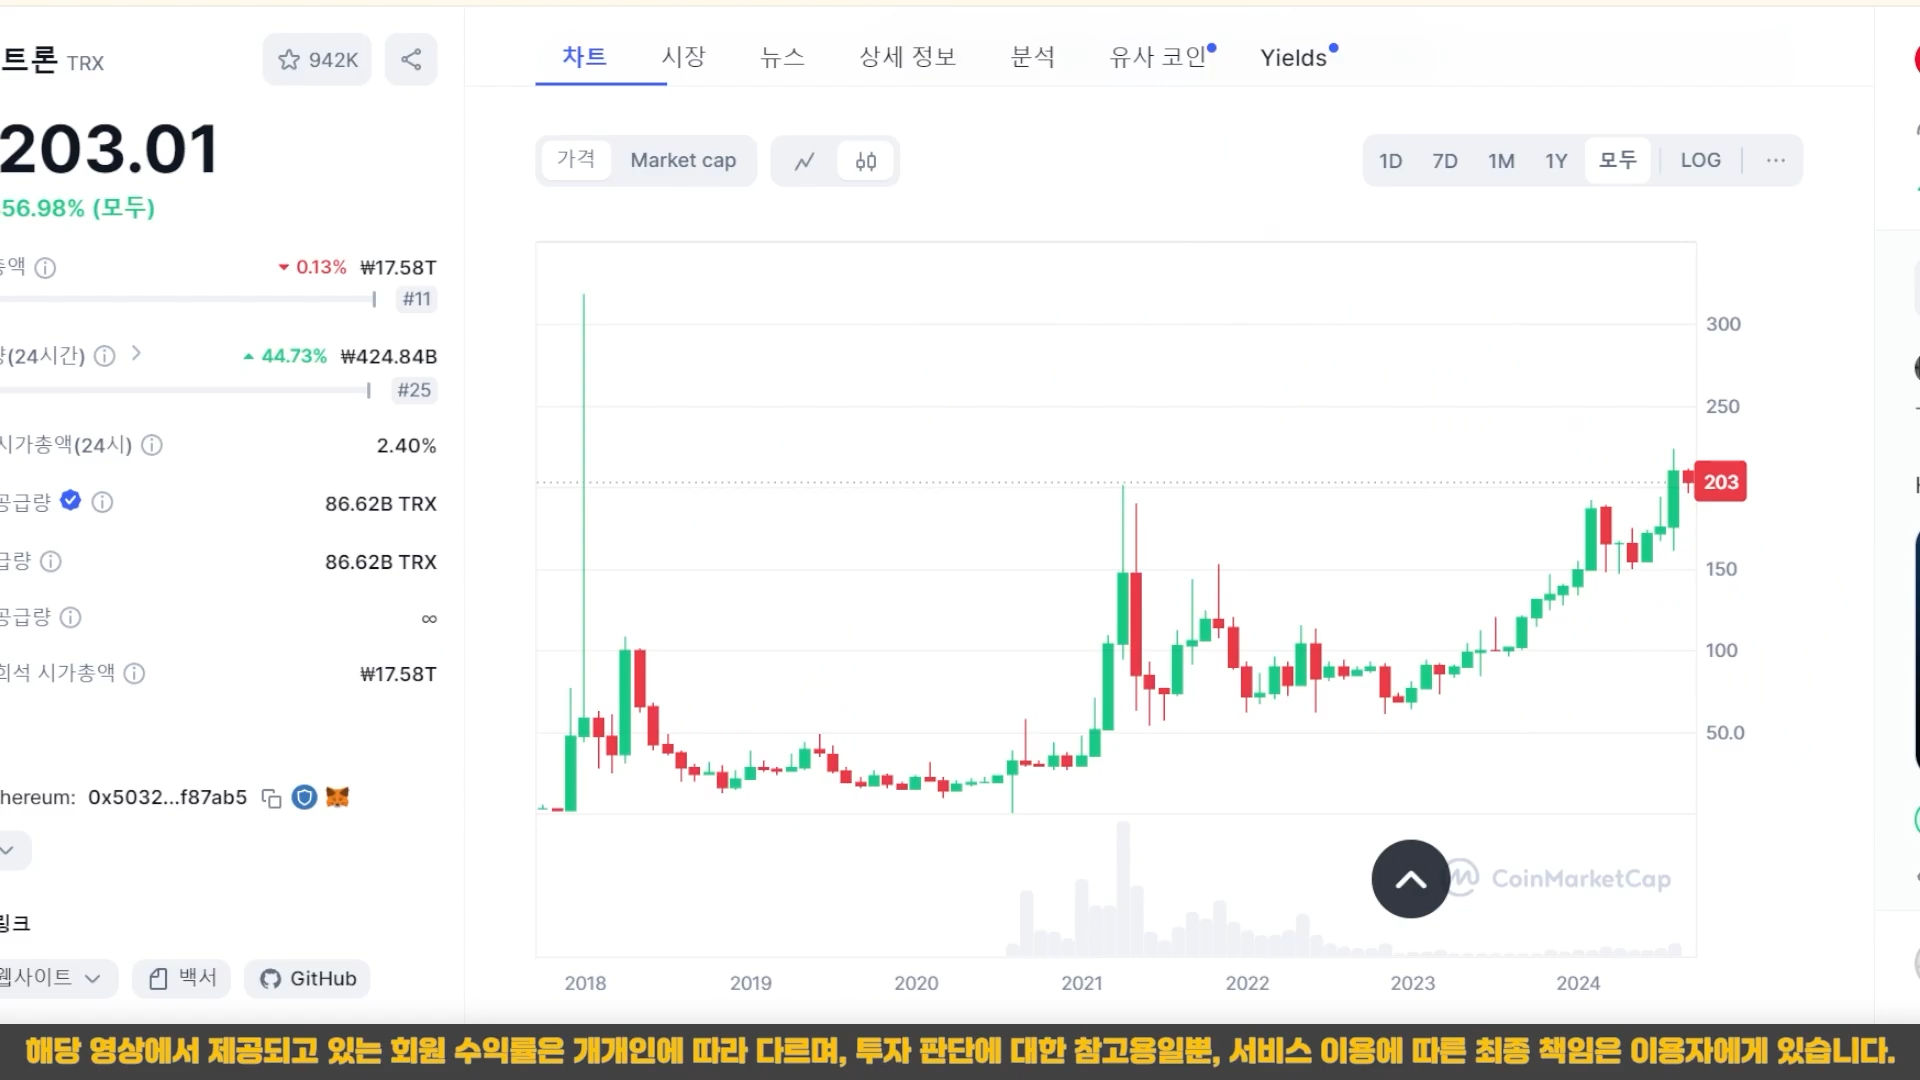 트론 TRX
942K
203.01
56.98% (모두)
총액 0.13% ₩17.58T
#11
(24시간) 44.73% ₩424.84B
#25
시가총액(24시) 2.40%
공급량 86.62B TRX
급량 86.62B TRX
공급량 ∞
희석 시가총액 ₩17.58T
hereum: 0x5032...f87ab5
링크
웹사이트 백서 GitHub
차트 시장 뉴스 상세 정보 분석 유사 코인 Yields
가격 Market cap
1D 7D 1M 1Y 모두 LOG ...
300
250
203
150
100
50.0
CoinMarketCap
2018 2019 2020 2021 2022 2023 2024
해당 영상에서 제공되고 있는 회원 수익률은 개개인에 따라 다르며, 투자 판단에 대한 참고용일뿐, 서비스 이용에 따른 최종 책임은 이용자에게 있습니다.